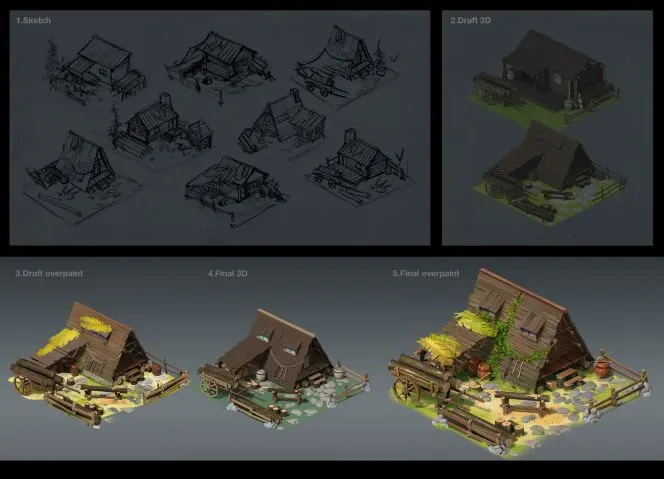 1.Sketch
2.Draft 3D
3.Draft overpaint
4.Final 3D
5.Final overpaint